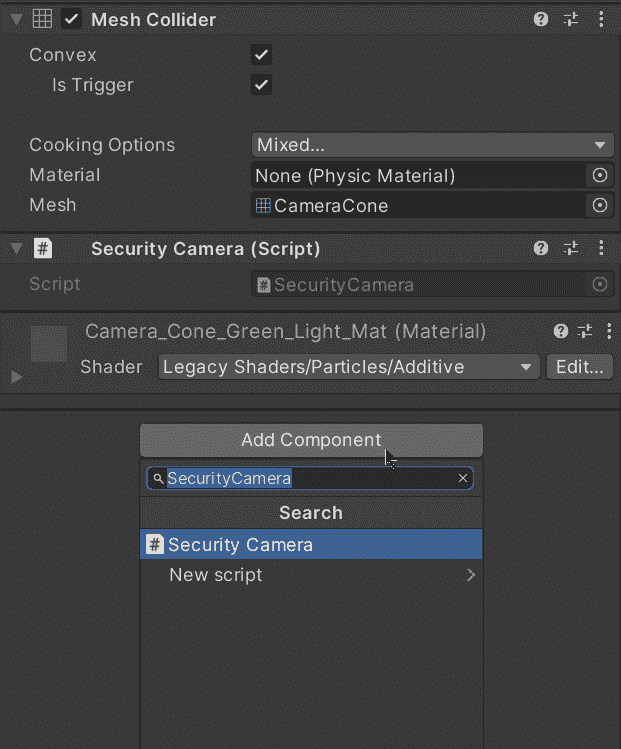 Mesh Collider
Convex
Is Trigger
Cooking Options Mixed...
Material None (Physic Material)
Mesh CameraCone
# Security Camera (Script)
Script # SecurityCamera
Camera_Cone_Green_Light_Mat (Material)
Shader Legacy Shaders/Particles/Additive Edit...
Add Component
SecurityCamera
Search
# Security Camera
New script